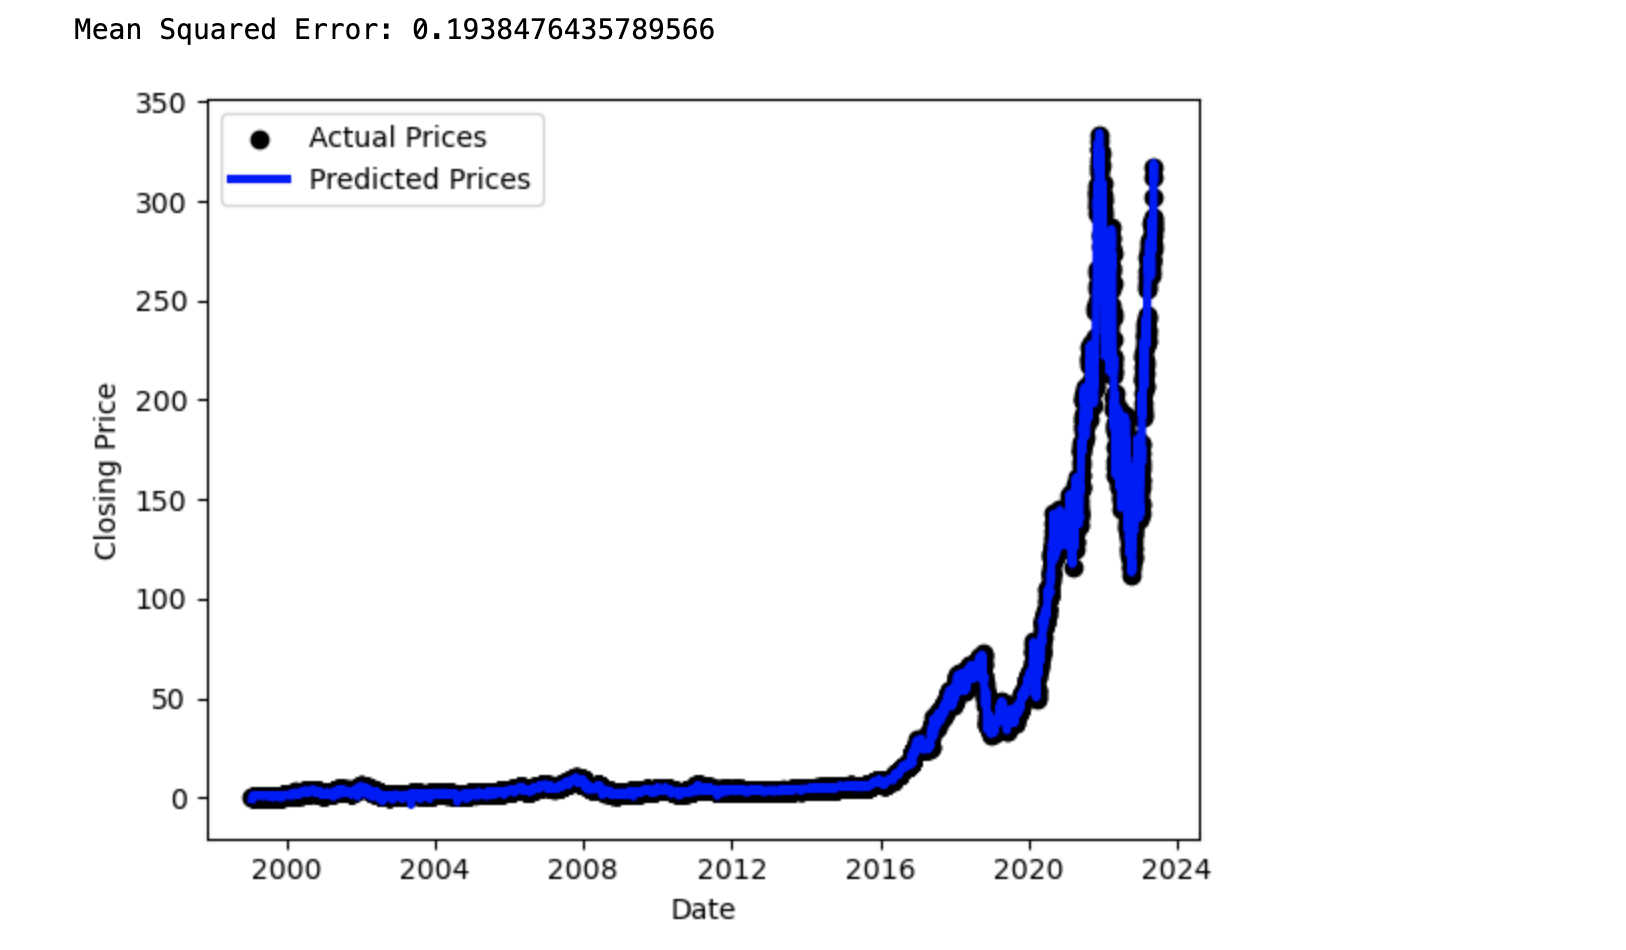 Mean Squared Error: 0.1938476435789566
350
300
250
200
150
100
50
0
Actual Prices
Predicted Prices
Closing Price
2000 2004 2008 2012 2016 2020 2024
Date